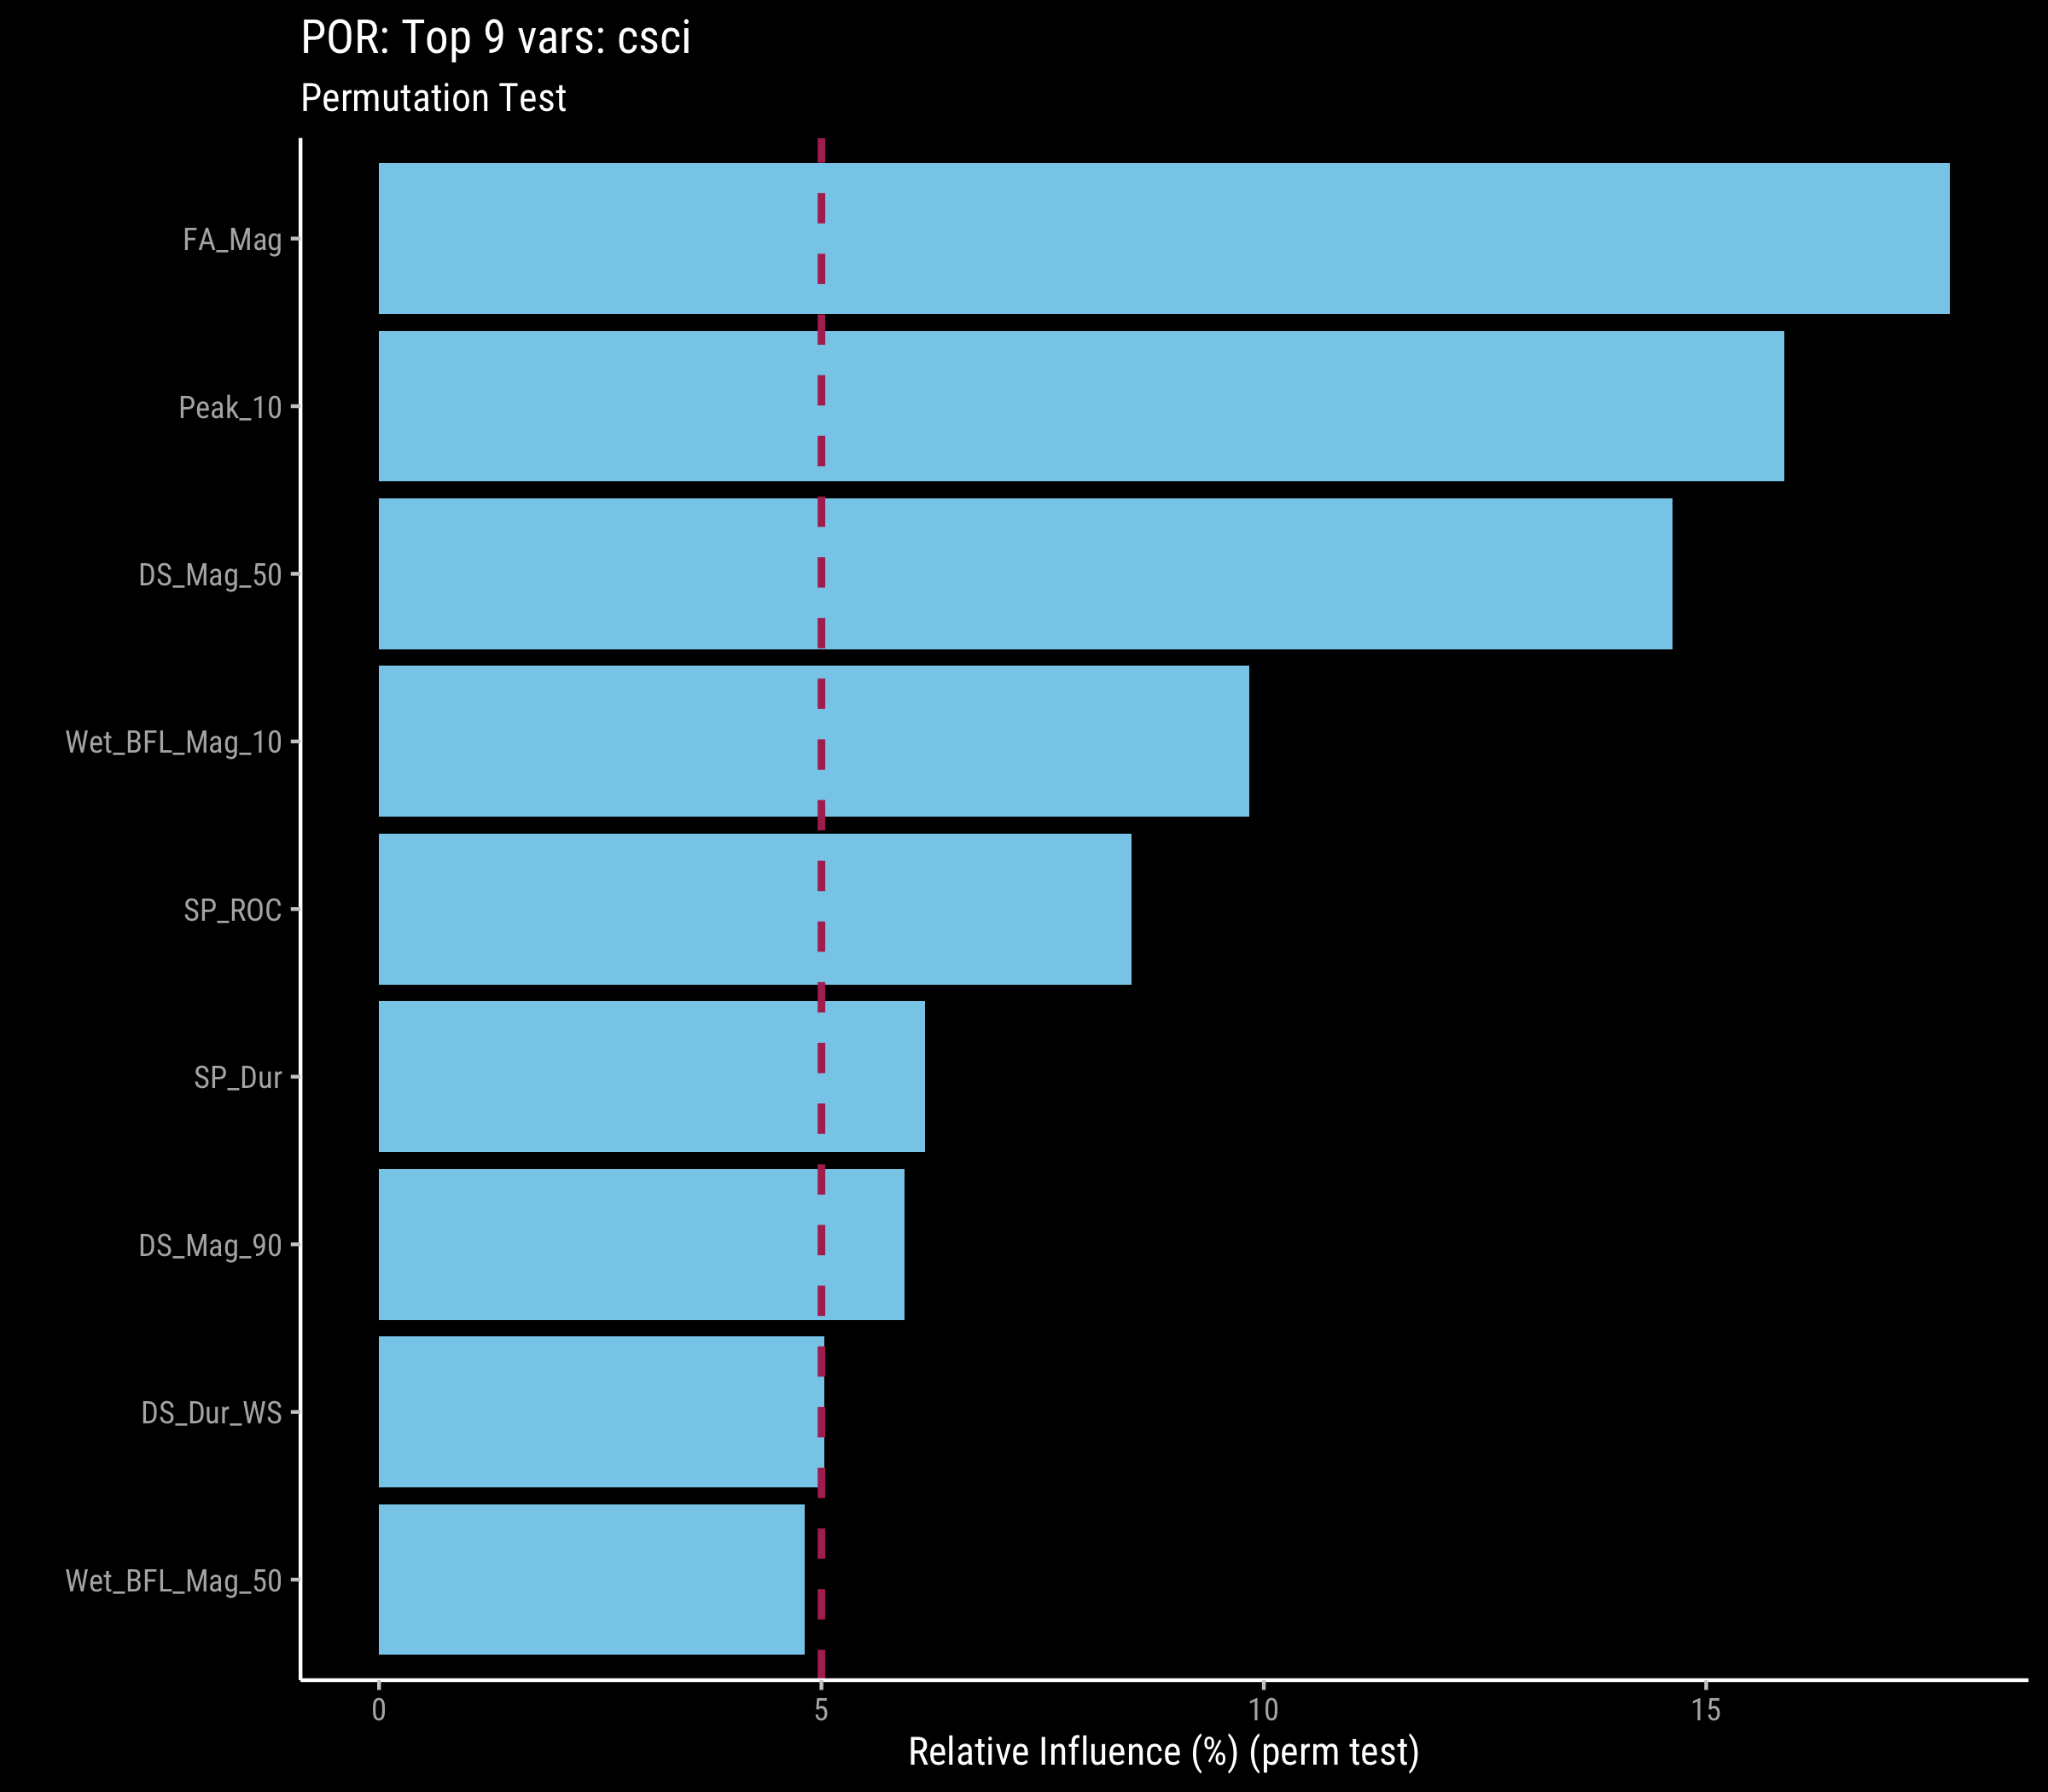 POR: Top 9 vars: csci
Permutation Test
FA_Mag
Peak_10
DS_Mag_50
Wet_BFL_Mag_10
SP_ROC
SP_Dur
DS_Mag_90
DS_Dur_WS
Wet_BFL_Mag_50
0 5 10 15
Relative Influence (%) (perm test)